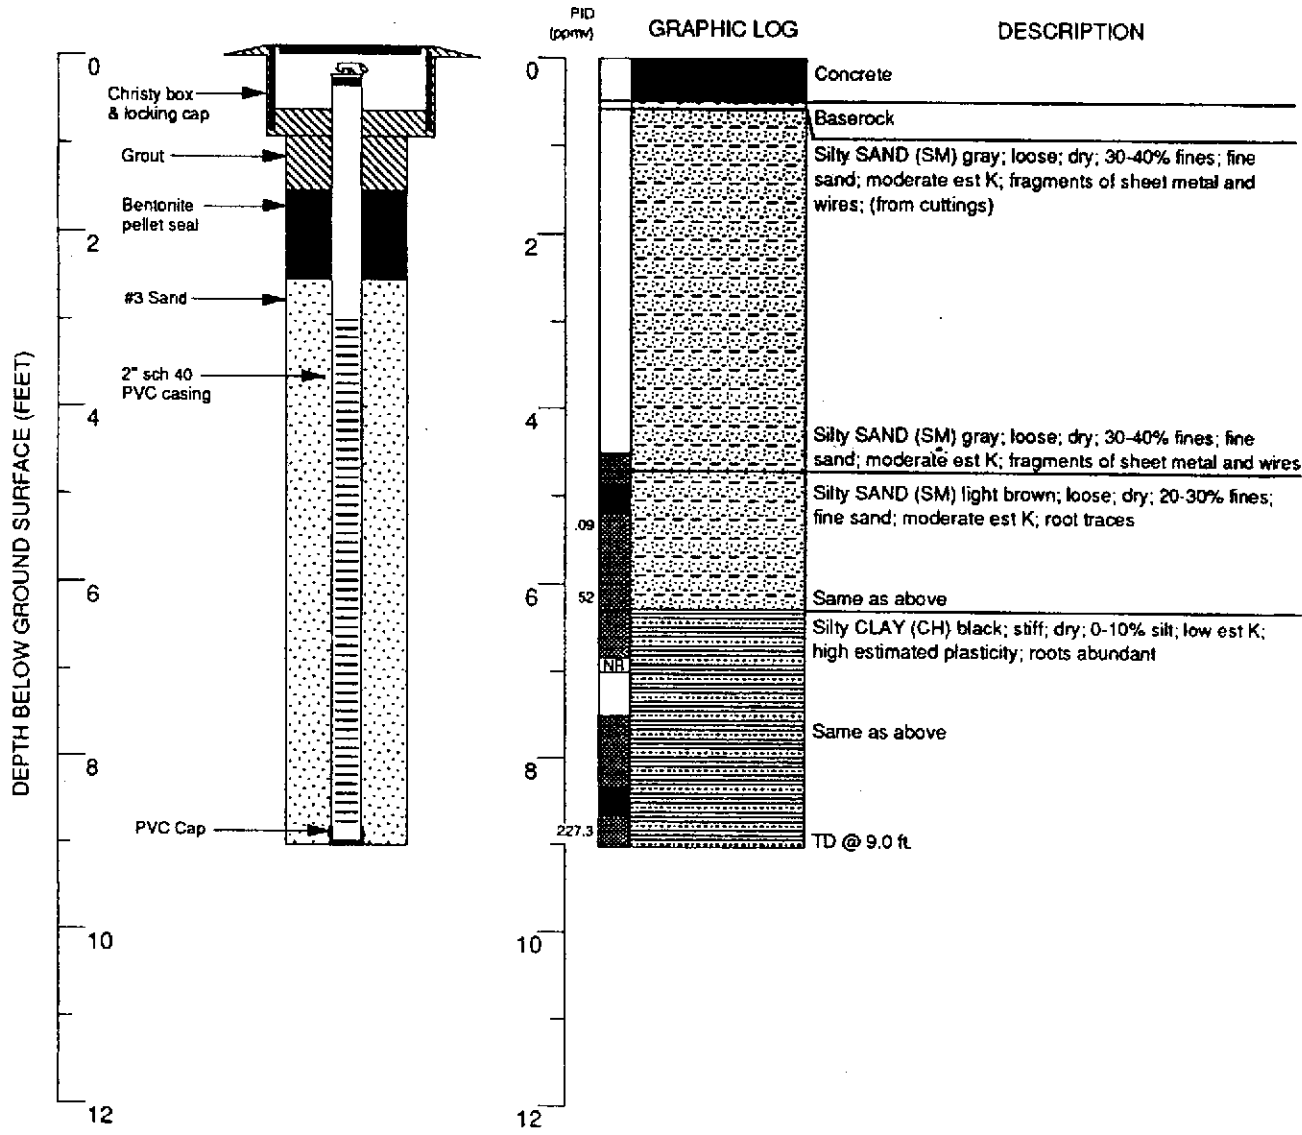 DEPTH BELOW GROUND SURFACE (FEET)
0
2
4
6
8
10
12
Christy box
& locking cap
Grout
Bentonite
pellet seal
#3 Sand
2" sch 40
PVC casing
PVC Cap
PID
(ppmv)
GRAPHIC LOG
DESCRIPTION
0
2
4
6
8
10
12
.09
52
NR
227.3
Concrete
Baserock
Silty SAND (SM) gray; loose; dry; 30-40% fines; fine
sand; moderate est K; fragments of sheet metal and
wires; (from cuttings)
Silty SAND (SM) gray; loose; dry; 30-40% fines; fine
sand; moderate est K; fragments of sheet metal and wires
Silty SAND (SM) light brown; loose; dry; 20-30% fines;
fine sand; moderate est K; root traces
Same as above
Silty CLAY (CH) black; stiff; dry; 0-10% silt; low est K;
high estimated plasticity; roots abundant
Same as above
TD @ 9.0 ft.